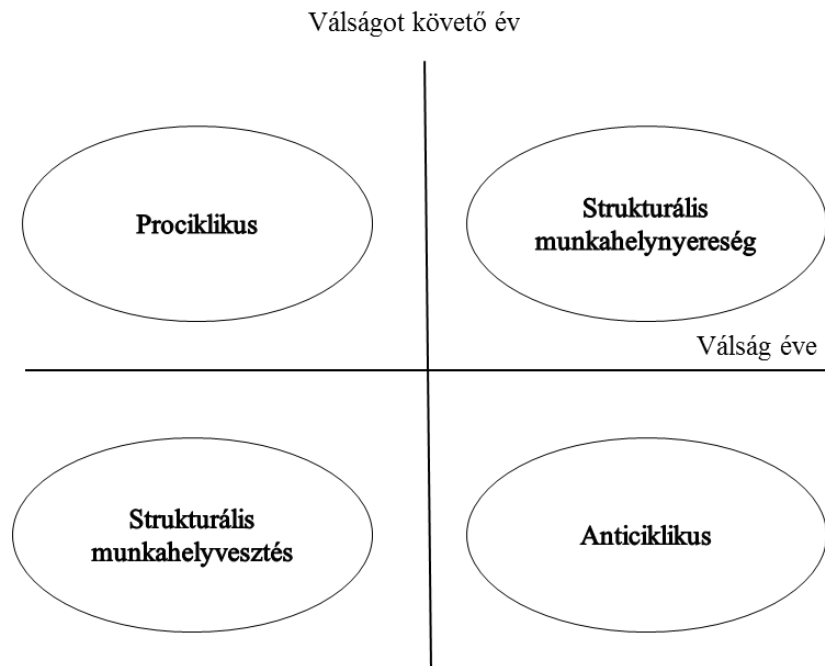 Válságot követő év
Prociklikus
Strukturális
munkahelynyereség
Válság éve
Strukturális
munkahelyvesztés
Anticiklikus